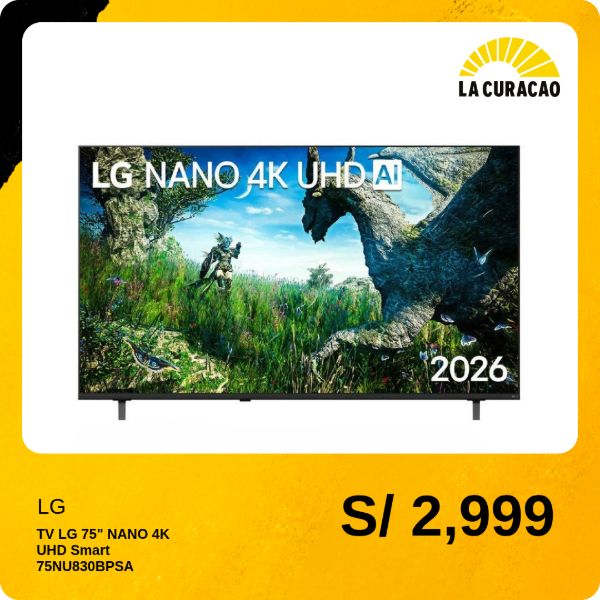 LA CURACAO
LG NANO 4K UHD AI
2026
LG
S/ 2,999
TV LG 75" NANO 4K
UHD Smart
75NU830BPSA